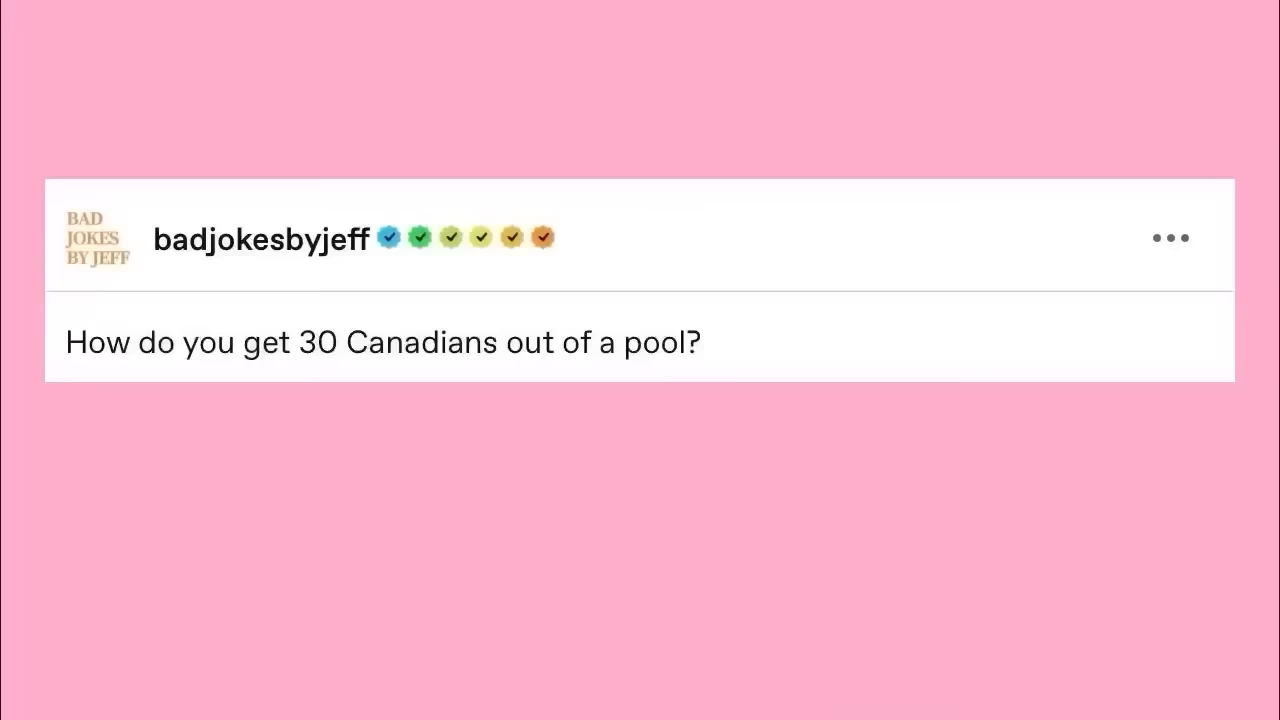 BAD
JOKES
BY JEFF
badjokesbyjeff
How do you get 30 Canadians out of a pool?